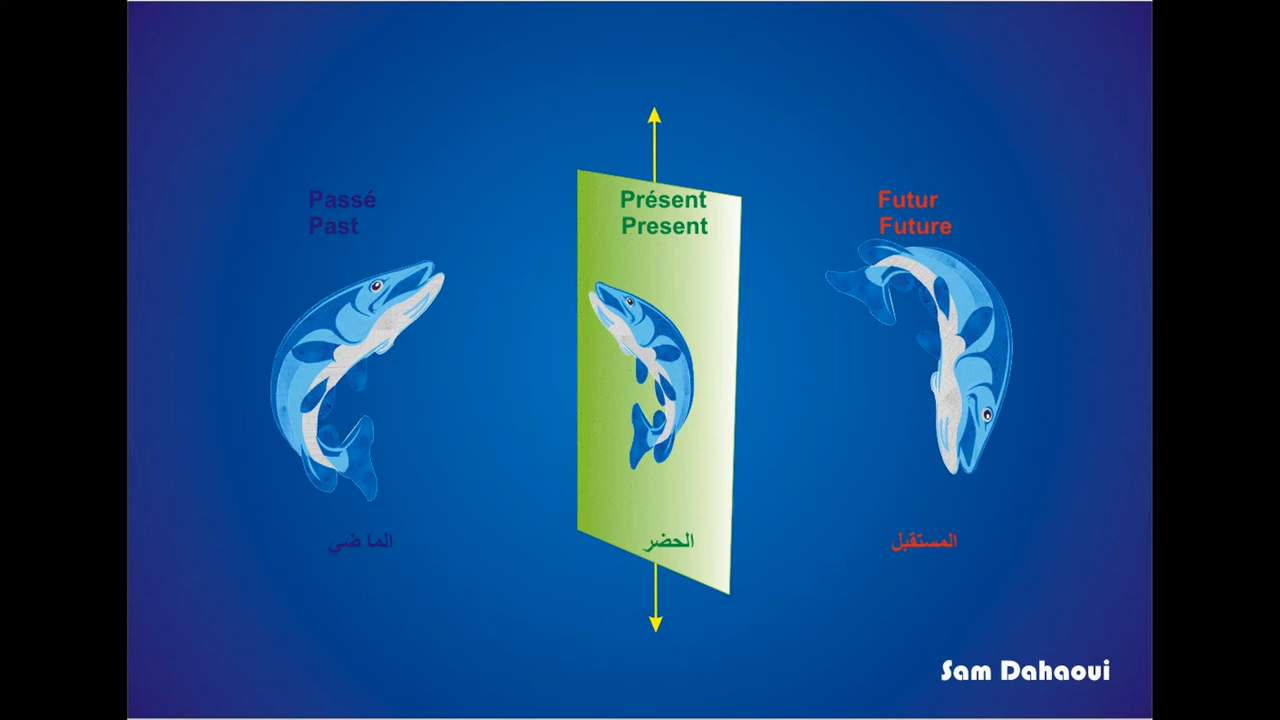 Passé
Past
Présent
Present
Futur
Future
الما ضي
الحضر
المستقبل
Sam Dahaoui